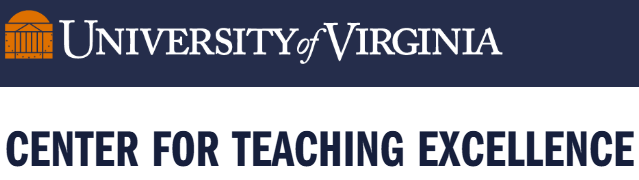 UNIVERSITY of VIRGINIA
CENTER FOR TEACHING EXCELLENCE